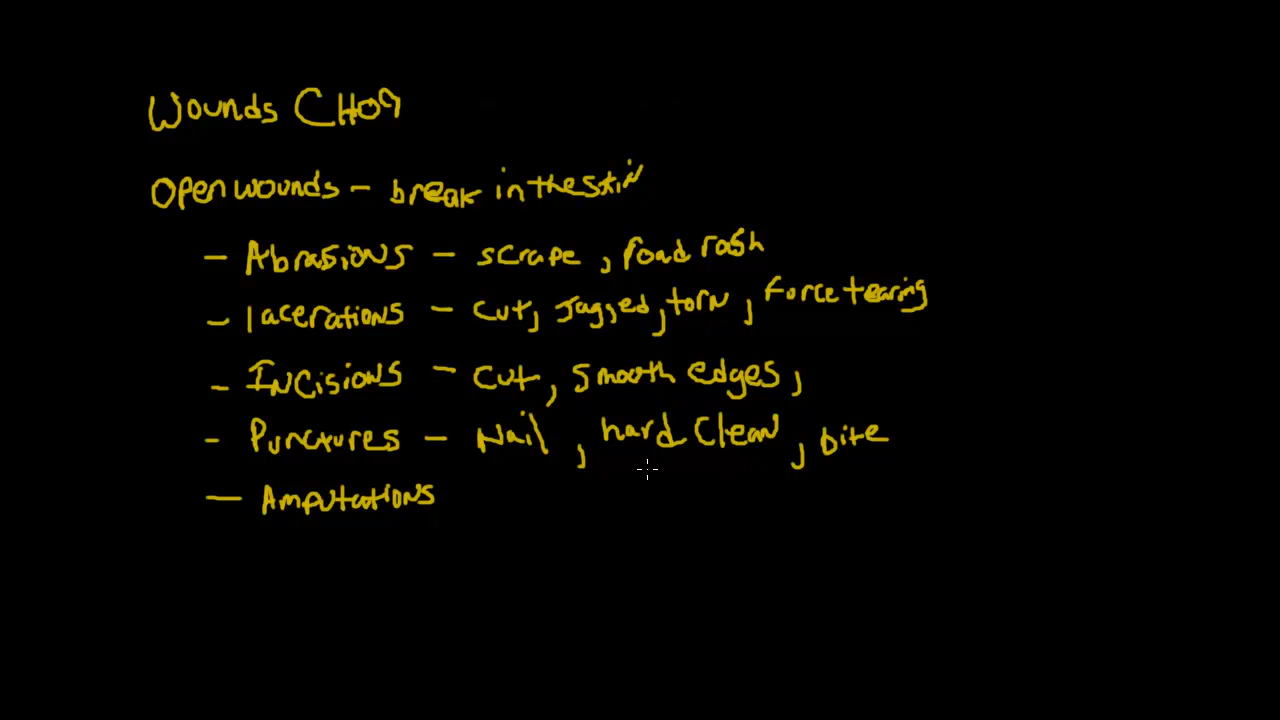 Wounds CH09
Open wounds - break in the skin
- Abrasions - scrape, road rash
- lacerations - cut, Jagged, torn, force tearing
- Incisions - cut, smooth edges,
- Punctures - Nail, hard clean, bite
- Amputations